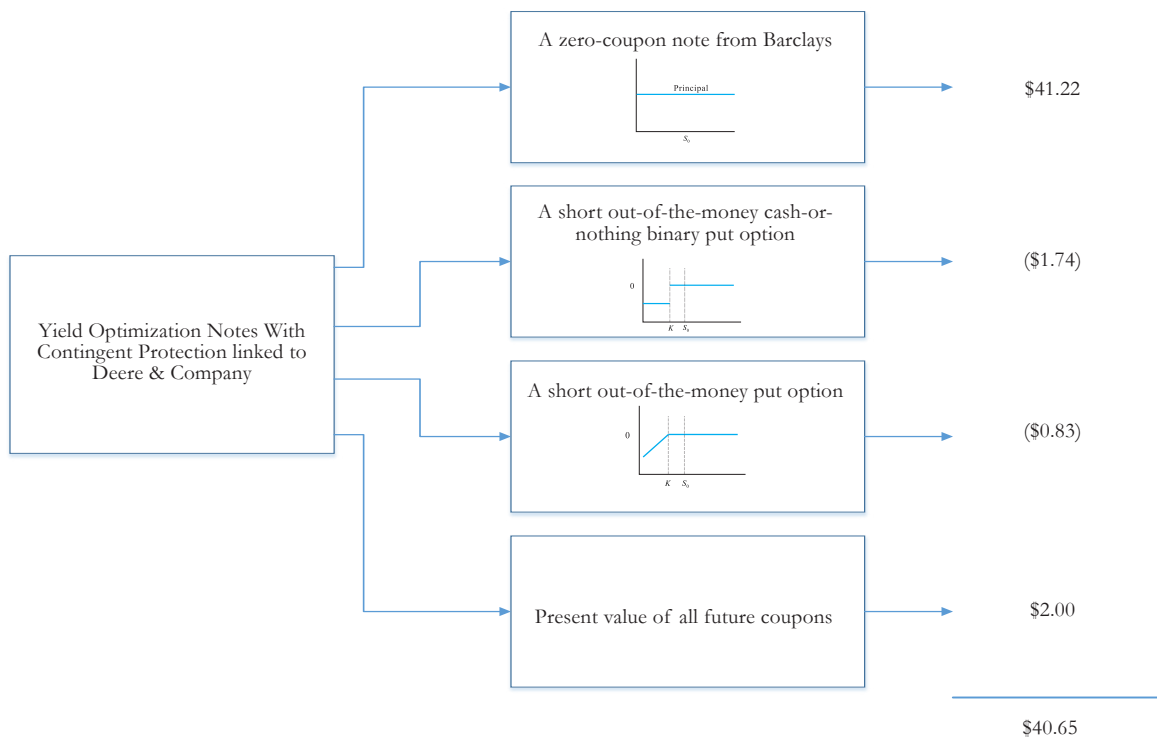 A zero-coupon note from Barclays
Principal
S₀
$41.22
A short out-of-the-money cash-or-
nothing binary put option
0
K S₀
($1.74)
Yield Optimization Notes With
Contingent Protection linked to
Deere & Company
A short out-of-the-money put option
0
K S₀
($0.83)
Present value of all future coupons
$2.00
$40.65